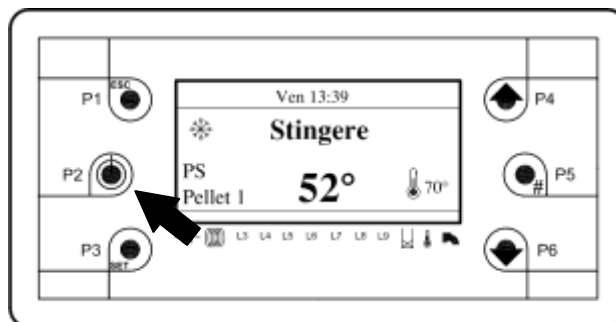 ESC
P1
Ven 13:39
P4
Stingere
P2
PS
Pellet 1
52°
70°
P5
#
L3 L4 L5 L6 L7 L8 L9
P3
SET
P6